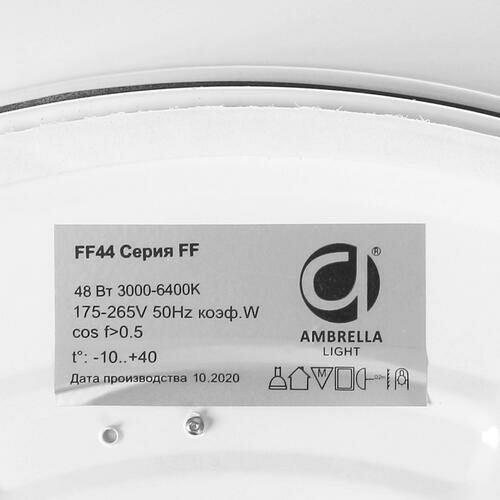 FF44 Серия FF
48 Вт 3000-6400K
175-265V 50Hz коэф.W
cos f>0.5
t°: -10..+40
Дата производства 10.2020
®
AMBRELLA
LIGHT
M